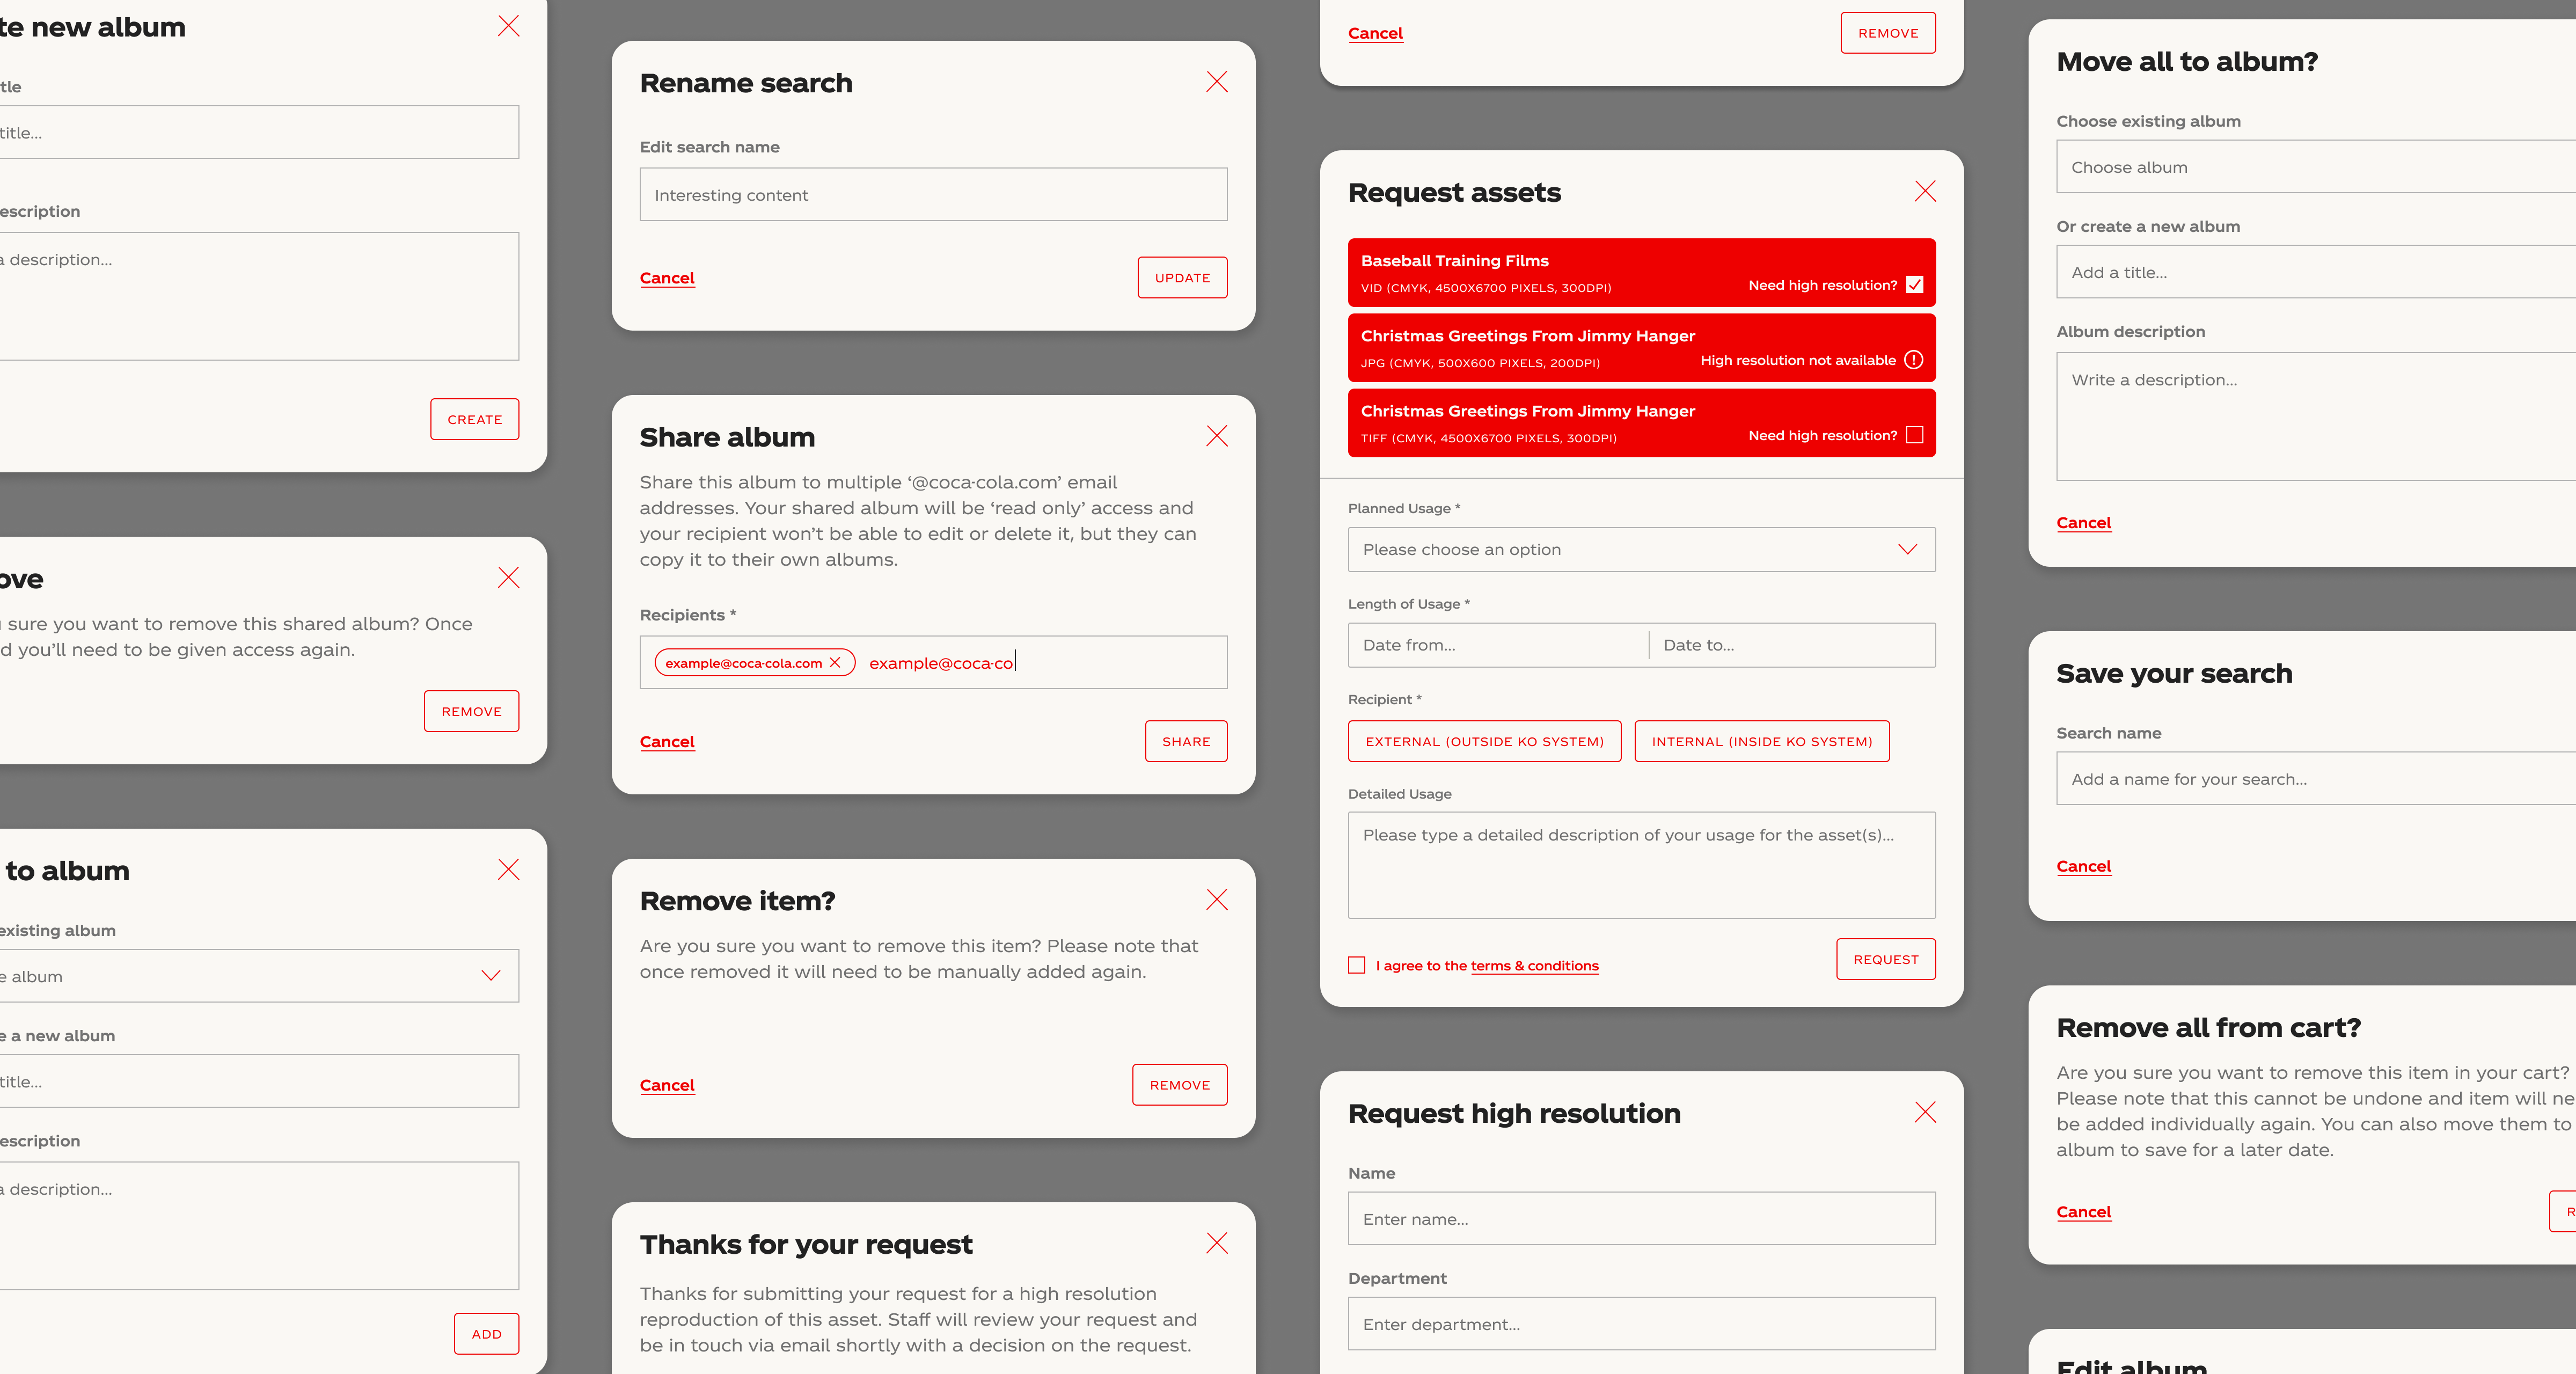 te new album
tle
title...
escription
a description...
CREATE
ove
sure you want to remove this shared album? Once
d you'll need to be given access again.
REMOVE
to album
existing album
e album
e a new album
title...
escription
a description...
ADD
Rename search
Edit search name
Interesting content
Cancel
UPDATE
Share album
Share this album to multiple ‘@coca-cola.com’ email
addresses. Your shared album will be ‘read only’ access and
your recipient won’t be able to edit or delete it, but they can
copy it to their own albums.
Recipients *
example@coca-cola.com example@coca-co
Cancel
SHARE
Remove item?
Are you sure you want to remove this item? Please note that
once removed it will need to be manually added again.
Cancel
REMOVE
Thanks for your request
Thanks for submitting your request for a high resolution
reproduction of this asset. Staff will review your request and
be in touch via email shortly with a decision on the request.
Cancel
REMOVE
Request assets
Baseball Training Films
VID (CMYK, 4500X6700 PIXELS, 300DPI)
Need high resolution?
Christmas Greetings From Jimmy Hanger
JPG (CMYK, 500X600 PIXELS, 200DPI)
High resolution not available
Christmas Greetings From Jimmy Hanger
TIFF (CMYK, 4500X6700 PIXELS, 300DPI)
Need high resolution?
Planned Usage *
Please choose an option
Length of Usage *
Date from...
Date to...
Recipient *
EXTERNAL (OUTSIDE KO SYSTEM)
INTERNAL (INSIDE KO SYSTEM)
Detailed Usage
Please type a detailed description of your usage for the asset(s)...
I agree to the terms & conditions
REQUEST
Request high resolution
Name
Enter name...
Department
Enter department...
Move all to album?
Choose existing album
Choose album
Or create a new album
Add a title...
Album description
Write a description...
Cancel
Save your search
Search name
Add a name for your search...
Cancel
Remove all from cart?
Are you sure you want to remove this item in your cart?
Please note that this cannot be undone and item will ne
be added individually again. You can also move them to
album to save for a later date.
Cancel
R
Edit album